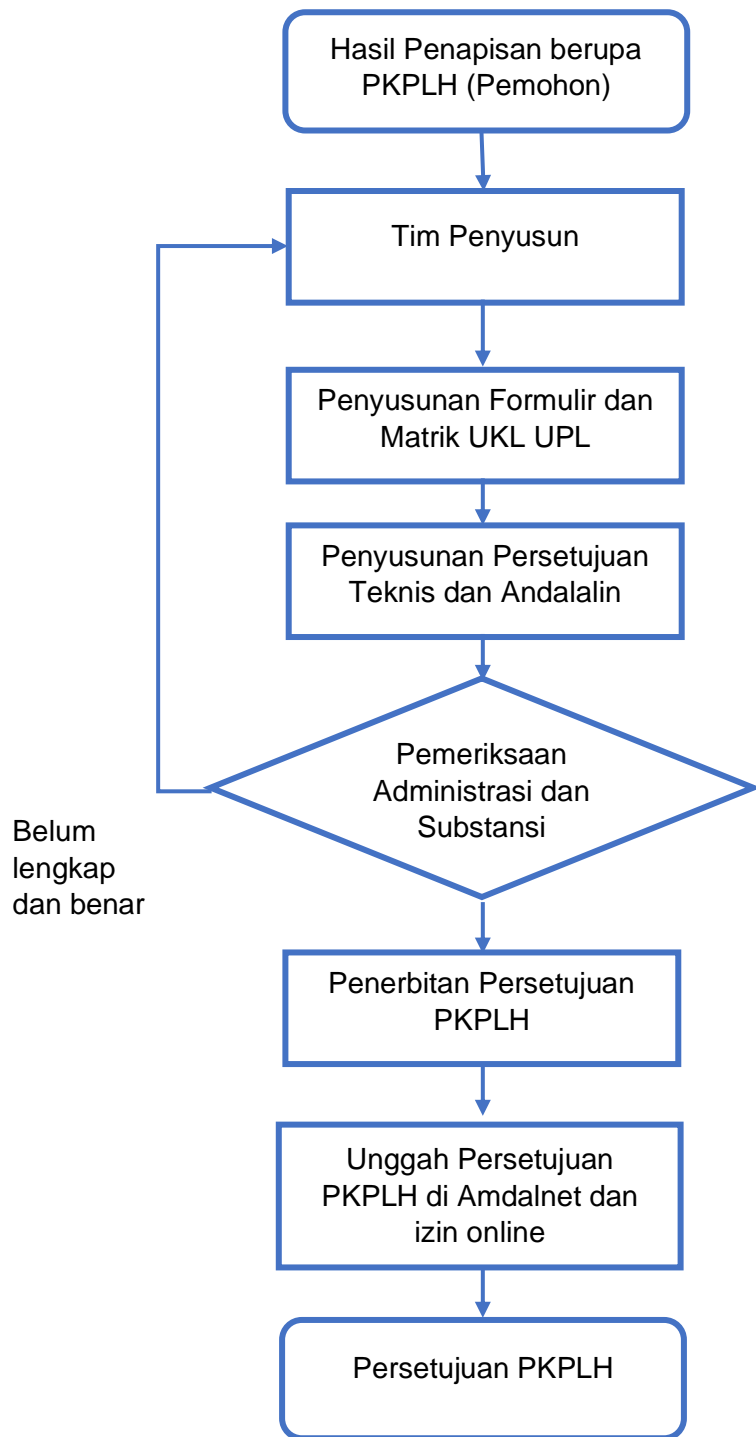 Hasil Penapisan berupa
PKPLH (Pemohon)
Tim Penyusun
Penyusunan Formulir dan
Matrik UKL UPL
Penyusunan Persetujuan
Teknis dan Andalalin
Pemeriksaan
Administrasi dan
Substansi
Belum
lengkap
dan benar
Penerbitan Persetujuan
PKPLH
Unggah Persetujuan
PKPLH di Amdalnet dan
izin online
Persetujuan PKPLH